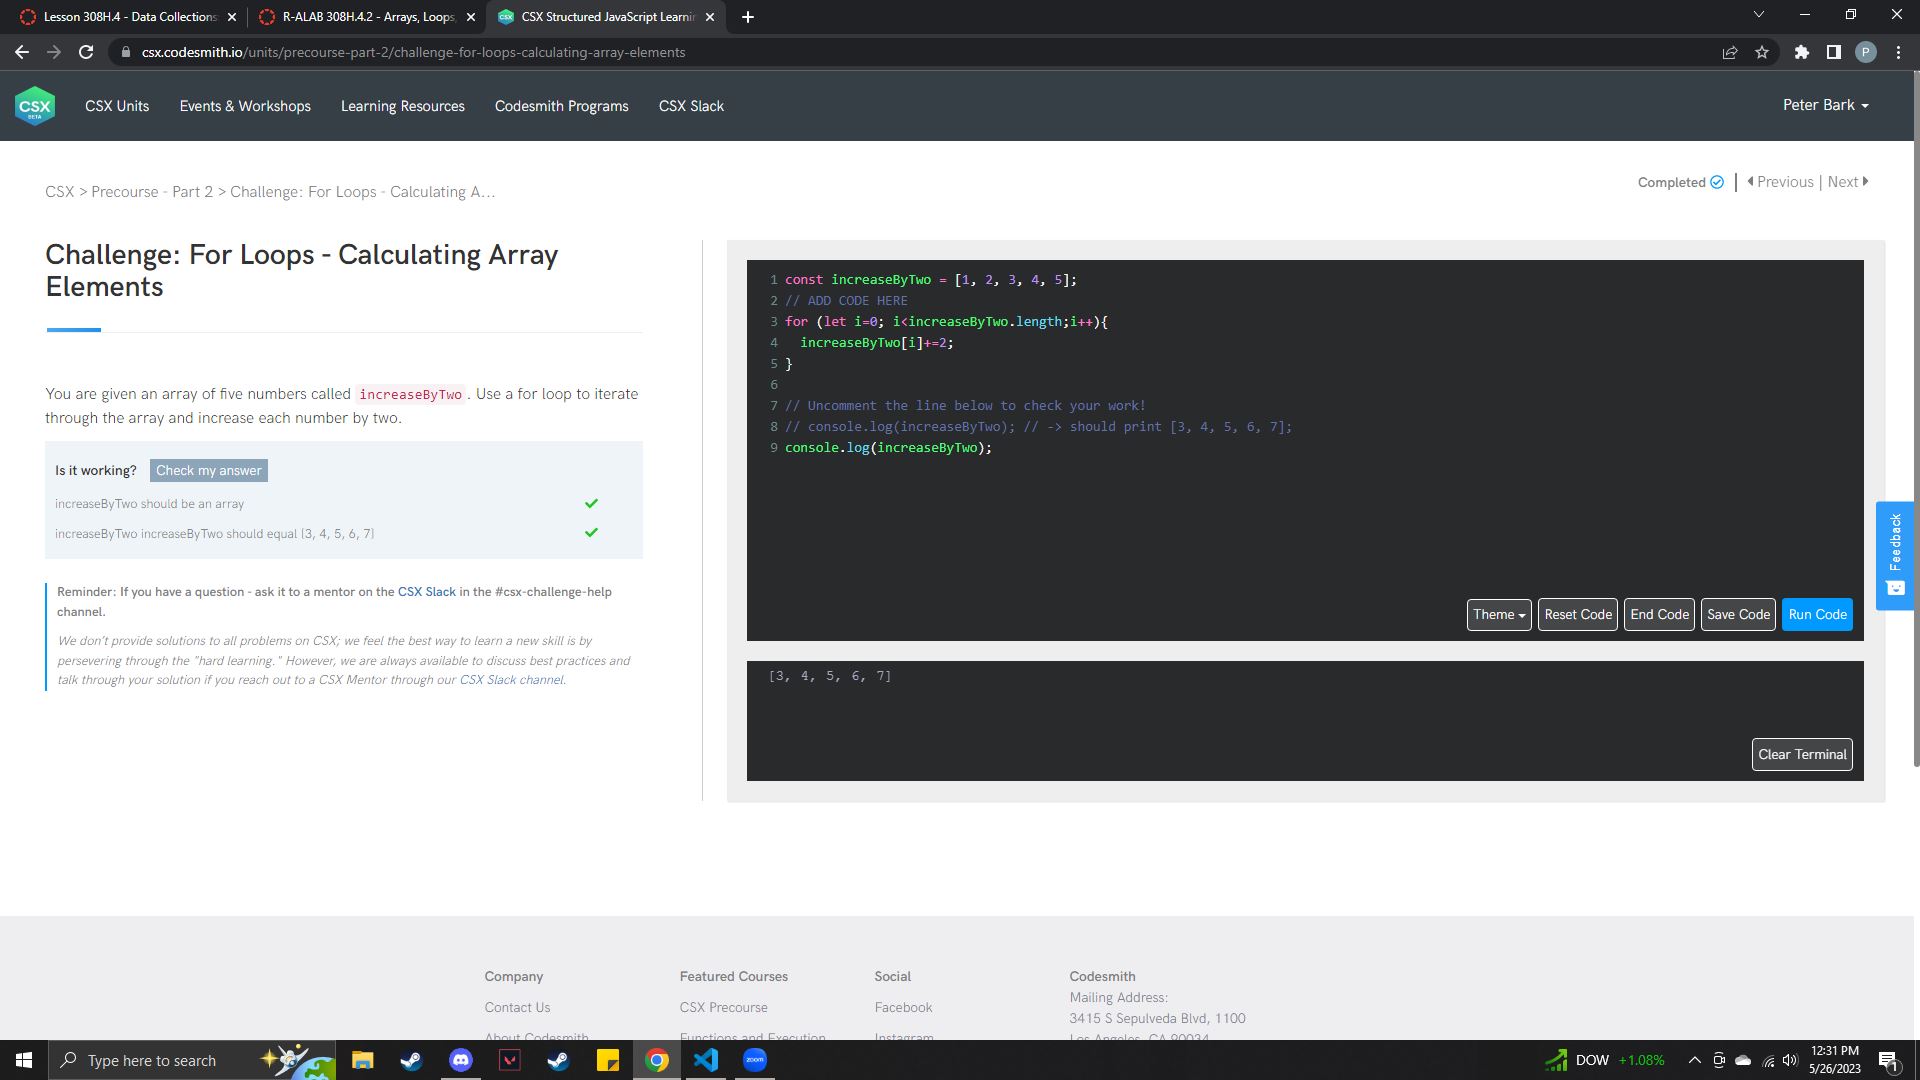 Lesson 308H.4 - Data Collections
R-ALAB 308H.4.2 - Arrays, Loops,
CSX Structured JavaScript Learnin
csx.codesmith.io/units/precourse-part-2/challenge-for-loops-calculating-array-elements
P
CSX
BETA
CSX Units
Events & Workshops
Learning Resources
Codesmith Programs
CSX Slack
Peter Bark
CSX > Precourse - Part 2 > Challenge: For Loops - Calculating A...
Completed
Previous | Next
Challenge: For Loops - Calculating Array
Elements
You are given an array of five numbers called increaseByTwo. Use a for loop to iterate
through the array and increase each number by two.
Is it working? Check my answer
increaseByTwo should be an array
increaseByTwo increaseByTwo should equal [3, 4, 5, 6, 7]
Reminder: If you have a question - ask it to a mentor on the CSX Slack in the #csx-challenge-help
channel.
We don't provide solutions to all problems on CSX; we feel the best way to learn a new skill is by
persevering through the "hard learning." However, we are always available to discuss best practices and
talk through your solution if you reach out to a CSX Mentor through our CSX Slack channel.
1 const increaseByTwo = [1, 2, 3, 4, 5];
2 // ADD CODE HERE
3 for (let i=0; i<increaseByTwo.length;i++){
4 increaseByTwo[i]+=2;
5 }
6
7 // Uncomment the line below to check your work!
8 // console.log(increaseByTwo); // -> should print [3, 4, 5, 6, 7];
9 console.log(increaseByTwo);
Theme
Reset Code
End Code
Save Code
Run Code
[3, 4, 5, 6, 7]
Clear Terminal
Feedback
Company
Contact Us
About Codesmith
Featured Courses
CSX Precourse
Functions and Execution
Social
Facebook
Instagram
Codesmith
Mailing Address:
3415 S Sepulveda Blvd, 1100
Los Angeles, CA 90034
Type here to search
zoom
DOW +1.08%
12:31 PM
5/26/2023
1